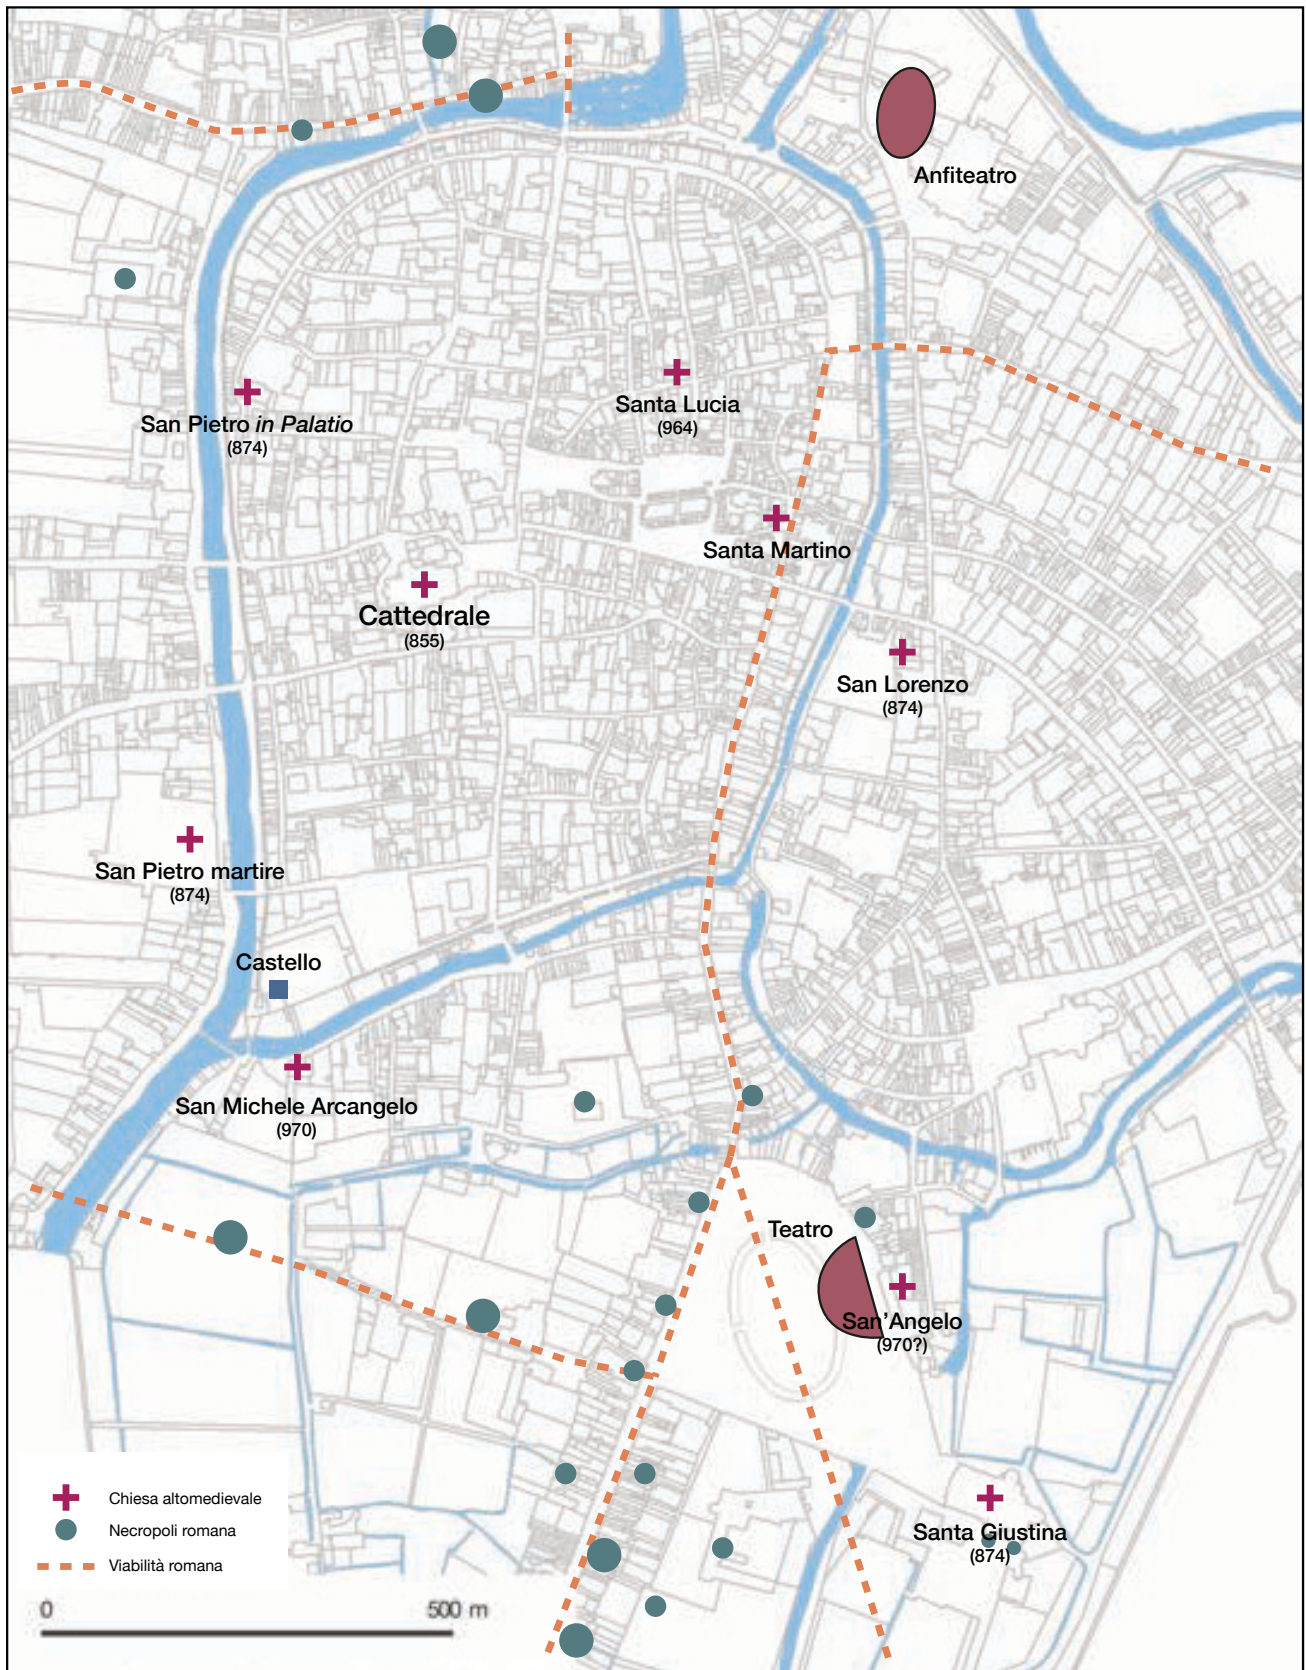 Anfiteatro
San Pietro in Palatio
(874)
Santa Lucia
(964)
Santa Martino
Cattedrale
(855)
San Lorenzo
(874)
San Pietro martire
(874)
Castello
San Michele Arcangelo
(970)
Teatro
San'Angelo
(970?)
Santa Giustina
(874)
Chiesa altomedievale
Necropoli romana
Viabilità romana
0 500 m